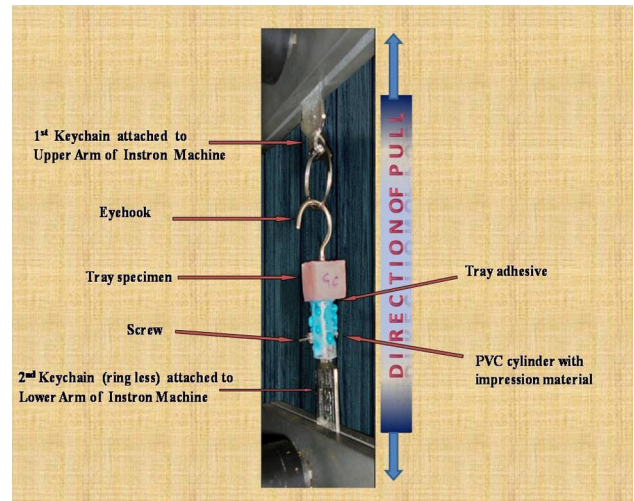 1st Keychain attached to
Upper Arm of Instron Machine
Eyehook
Tray specimen
Screw
2nd Keychain (ring less) attached to
Lower Arm of Instron Machine
DIRECTION OF PULL
Tray adhesive
PVC cylinder with
impression material